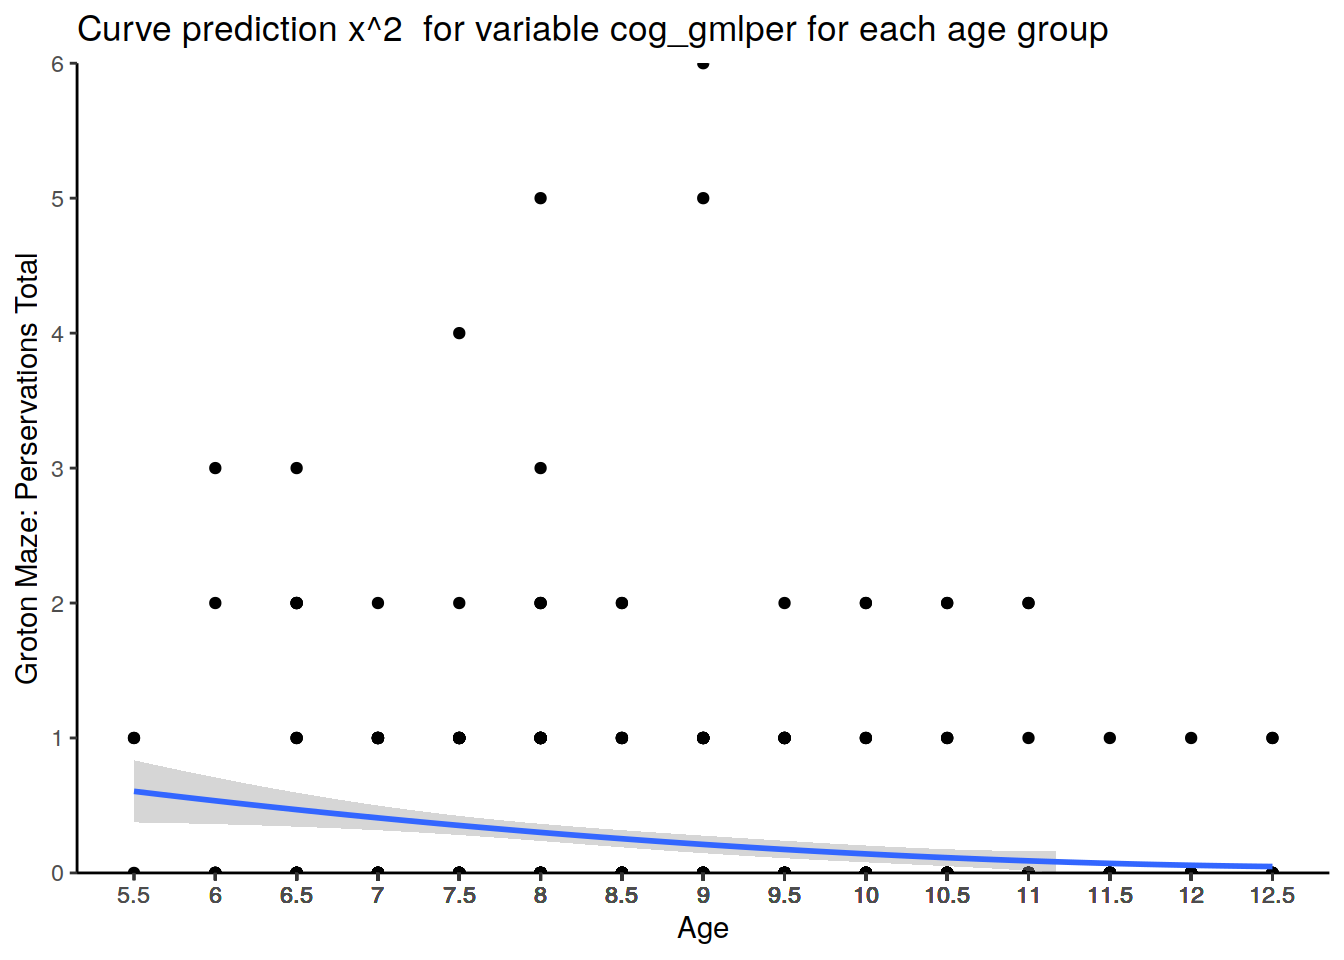 Curve prediction x^2  for variable cog_gmlper for each age group
Groton Maze: Perservations Total
6
5
4
3
2
1
0
5.5 6 6.5 7 7.5 8 8.5 9 9.5 10 10.5 11 11.5 12 12.5
Age